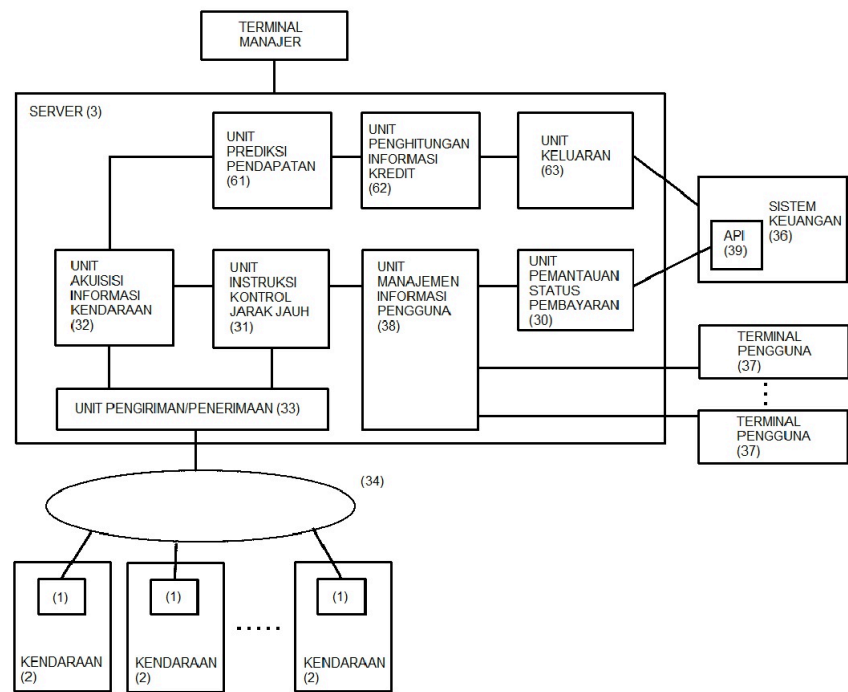 TERMINAL
MANAJER
SERVER (3)
UNIT
PREDIKSI
PENDAPATAN
(61)
UNIT
PENGHITUNGAN
INFORMASI
KREDIT
(62)
UNIT
KELUARAN
(63)
SISTEM
KEUANGAN
(36)
API
(39)
UNIT
AKUISISI
INFORMASI
KENDARAAN
(32)
UNIT
INSTRUKSI
KONTROL
JARAK JAUH
(31)
UNIT
MANAJEMEN
INFORMASI
PENGGUNA
(38)
UNIT
PEMANTAUAN
STATUS
PEMBAYARAN
(30)
TERMINAL
PENGGUNA
(37)
TERMINAL
PENGGUNA
(37)
UNIT PENGIRIMAN/PENERIMAAN (33)
(34)
(1)
(1)
(1)
KENDARAAN
(2)
KENDARAAN
(2)
KENDARAAN
(2)